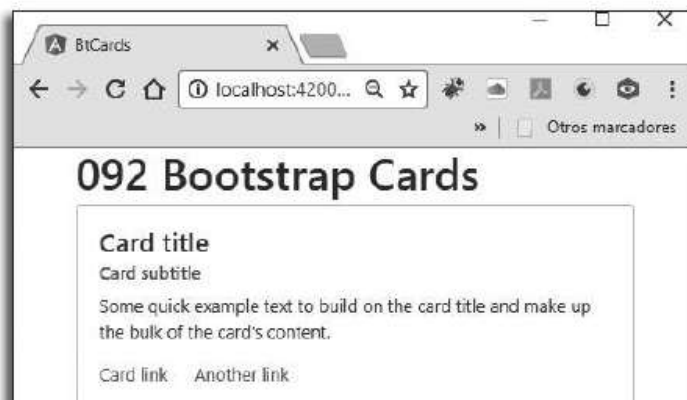 BtCards
localhost:4200...
» Otros marcadores
092 Bootstrap Cards
Card title
Card subtitle
Some quick example text to build on the card title and make up
the bulk of the card's content.
Card link Another link